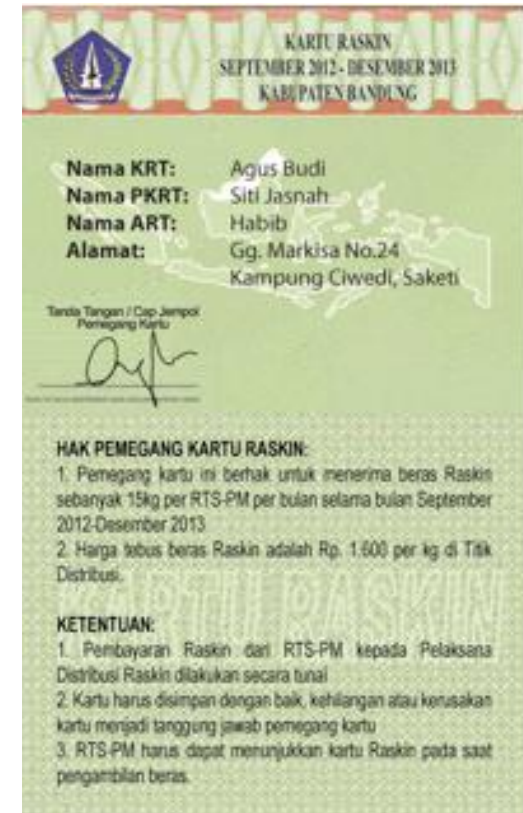 KARTU RASKIN
SEPTEMBER 2012 - DESEMBER 2013
KABUPATEN BANDUNG
Nama KRT: Agus Budi
Nama PKRT: Siti Jasnah
Nama ART: Habib
Alamat: Gg. Markisa No.24
Kampung Ciwedi, Saketi
Tanda Tangan / Cap Jempol
Pemegang Kartu
HAK PEMEGANG KARTU RASKIN:
1. Pemegang kartu ini berhak untuk menerima beras Raskin
sebanyak 15kg per RTS-PM per bulan selama bulan September
2012-Desember 2013
2. Harga tebus beras Raskin adalah Rp. 1.600 per kg di Titik
Distribusi.
KARTU RASKIN
KETENTUAN:
1. Pembayaran Raskin dari RTS-PM kepada Pelaksana
Distribusi Raskin dilakukan secara tunai
2. Kartu harus disimpan dengan baik, kehilangan atau kerusakan
kartu menjadi tanggung jawab pemegang kartu
3. RTS-PM harus dapat menunjukkan kartu Raskin pada saat
pengambilan beras.